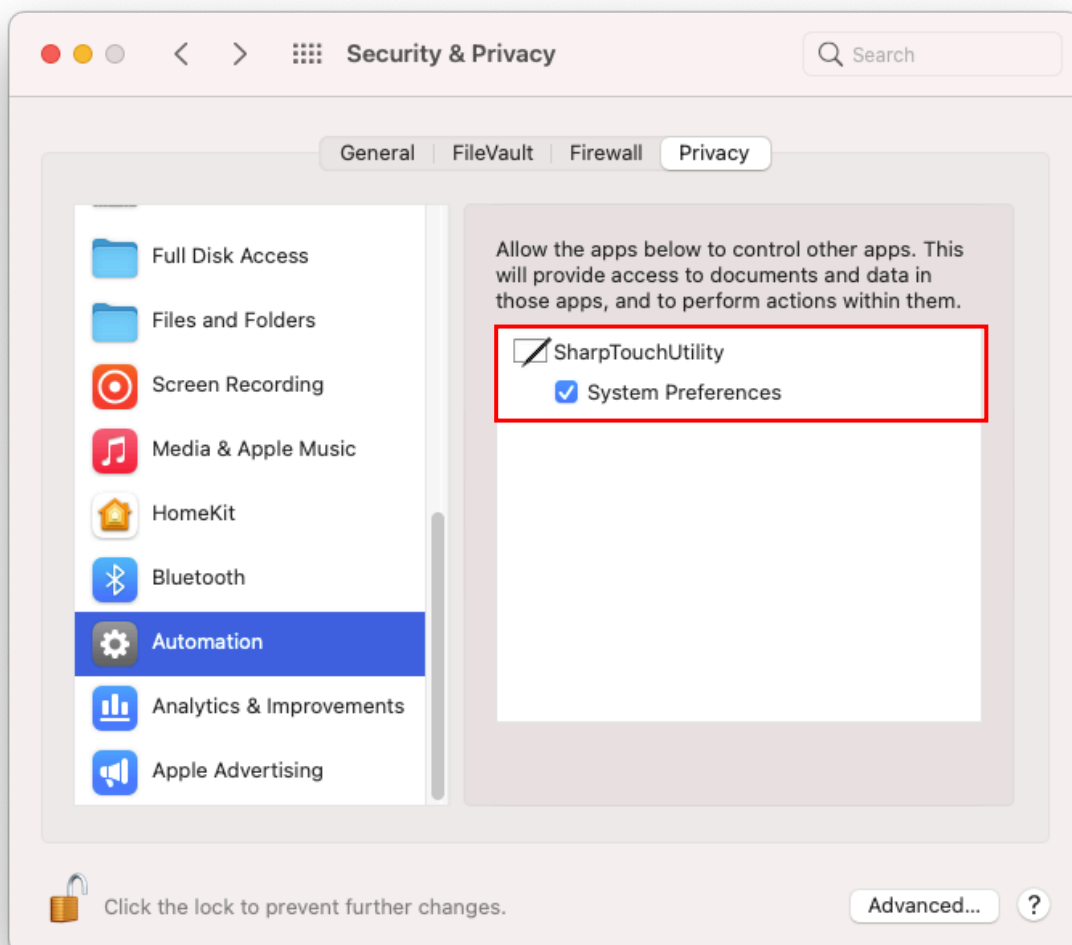 Security & Privacy
Search
General
FileVault
Firewall
Privacy
Full Disk Access
Files and Folders
Screen Recording
Media & Apple Music
HomeKit
Bluetooth
Automation
Analytics & Improvements
Apple Advertising
Allow the apps below to control other apps. This
will provide access to documents and data in
those apps, and to perform actions within them.
SharpTouchUtility
System Preferences
Click the lock to prevent further changes.
Advanced...
?